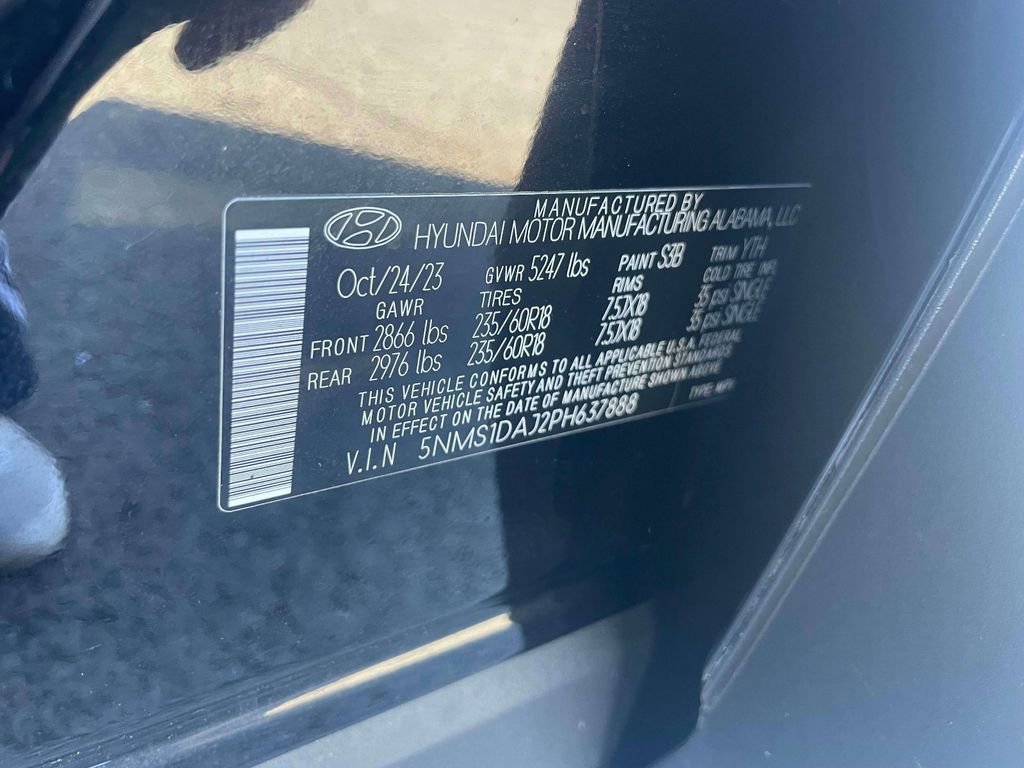 MANUFACTURED BY
HYUNDAI MOTOR MANUFACTURING ALABAMA, LLC
Oct/24/23 GVWR 5247 lbs PAINT S3B TRIM YTH
GAWR TIRES RIMS COLD TIRE INFL
FRONT 2866 lbs 235/60R18 7.5JX18 35 psi SINGLE
REAR 2976 lbs 235/60R18 7.5JX18 35 psi SINGLE
THIS VEHICLE CONFORMS TO ALL APPLICABLE U.S.A. FEDERAL
MOTOR VEHICLE SAFETY AND THEFT PREVENTION STANDARDS
IN EFFECT ON THE DATE OF MANUFACTURE SHOWN ABOVE
V.I.N 5NMS1DAJ2PH637888 TYPE: MPV